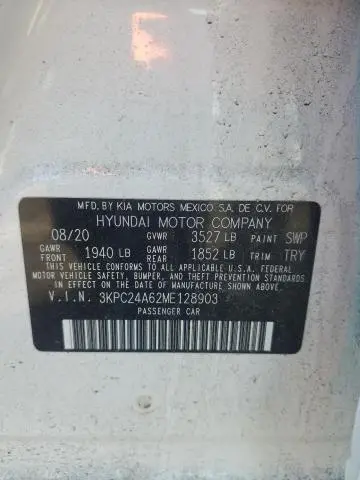 MFD. BY KIA MOTORS MEXICO S.A. DE C.V. FOR
HYUNDAI MOTOR COMPANY
08/20 GVWR 3527 LB PAINT SWP
GAWR FRONT 1940 LB GAWR REAR 1852 LB TRIM TRY
THIS VEHICLE CONFORMS TO ALL APPLICABLE FEDERAL
MOTOR VEHICLE SAFETY, BUMPER, AND THEFT PREVENTION
STANDARDS IN EFFECT ON THE DATE OF MANUFACTURE SHOWN ABOVE.
V.I.N. 3KPC24A62ME128903
PASSENGER CAR